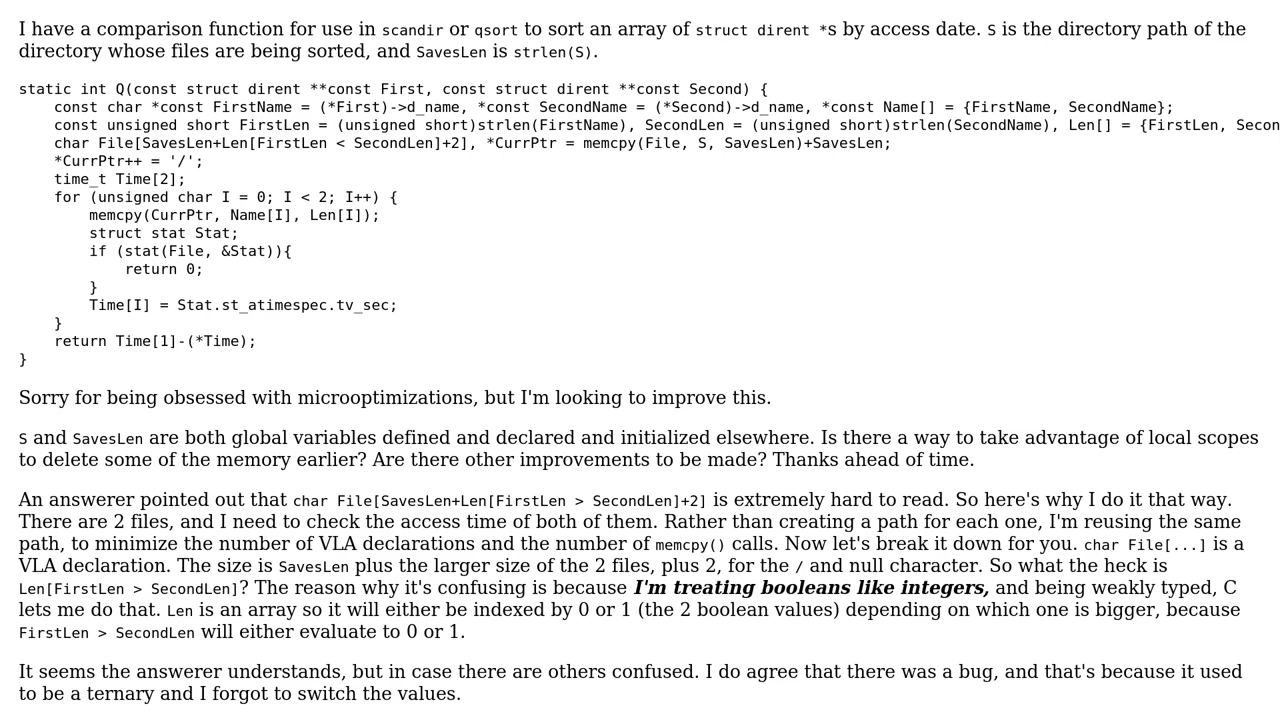 I have a comparison function for use in scandir or qsort to sort an array of struct dirent *s by access date. S is the directory path of the
directory whose files are being sorted, and SavesLen is strlen(S).
static int Q(const struct dirent **const First, const struct dirent **const Second) {
    const char *const FirstName = (*First)->d_name, *const SecondName = (*Second)->d_name, *const Name[] = {FirstName, SecondName};
    const unsigned short FirstLen = (unsigned short)strlen(FirstName), SecondLen = (unsigned short)strlen(SecondName), Len[] = {FirstLen, Secon
    char File[SavesLen+Len[FirstLen < SecondLen]+2], *CurrPtr = memcpy(File, S, SavesLen)+SavesLen;
    *CurrPtr++ = '/';
    time_t Time[2];
    for (unsigned char I = 0; I < 2; I++) {
        memcpy(CurrPtr, Name[I], Len[I]);
        struct stat Stat;
        if (stat(File, &Stat)){
            return 0;
        }
        Time[I] = Stat.st_atimespec.tv_sec;
    }
    return Time[1]-(*Time);
}
Sorry for being obsessed with microoptimizations, but I'm looking to improve this.
S and SavesLen are both global variables defined and declared and initialized elsewhere. Is there a way to take advantage of local scopes
to delete some of the memory earlier? Are there other improvements to be made? Thanks ahead of time.
An answerer pointed out that char File[SavesLen+Len[FirstLen > SecondLen]+2] is extremely hard to read. So here's why I do it that way.
There are 2 files, and I need to check the access time of both of them. Rather than creating a path for each one, I'm reusing the same
path, to minimize the number of VLA declarations and the number of memcpy() calls. Now let's break it down for you. char File[...] is a
VLA declaration. The size is SavesLen plus the larger size of the 2 files, plus 2, for the / and null character. So what the heck is
Len[FirstLen > SecondLen]? The reason why it's confusing is because I'm treating booleans like integers, and being weakly typed, C
lets me do that. Len is an array so it will either be indexed by 0 or 1 (the 2 boolean values) depending on which one is bigger, because
FirstLen > SecondLen will either evaluate to 0 or 1.
It seems the answerer understands, but in case there are others confused. I do agree that there was a bug, and that's because it used
to be a ternary and I forgot to switch the values.